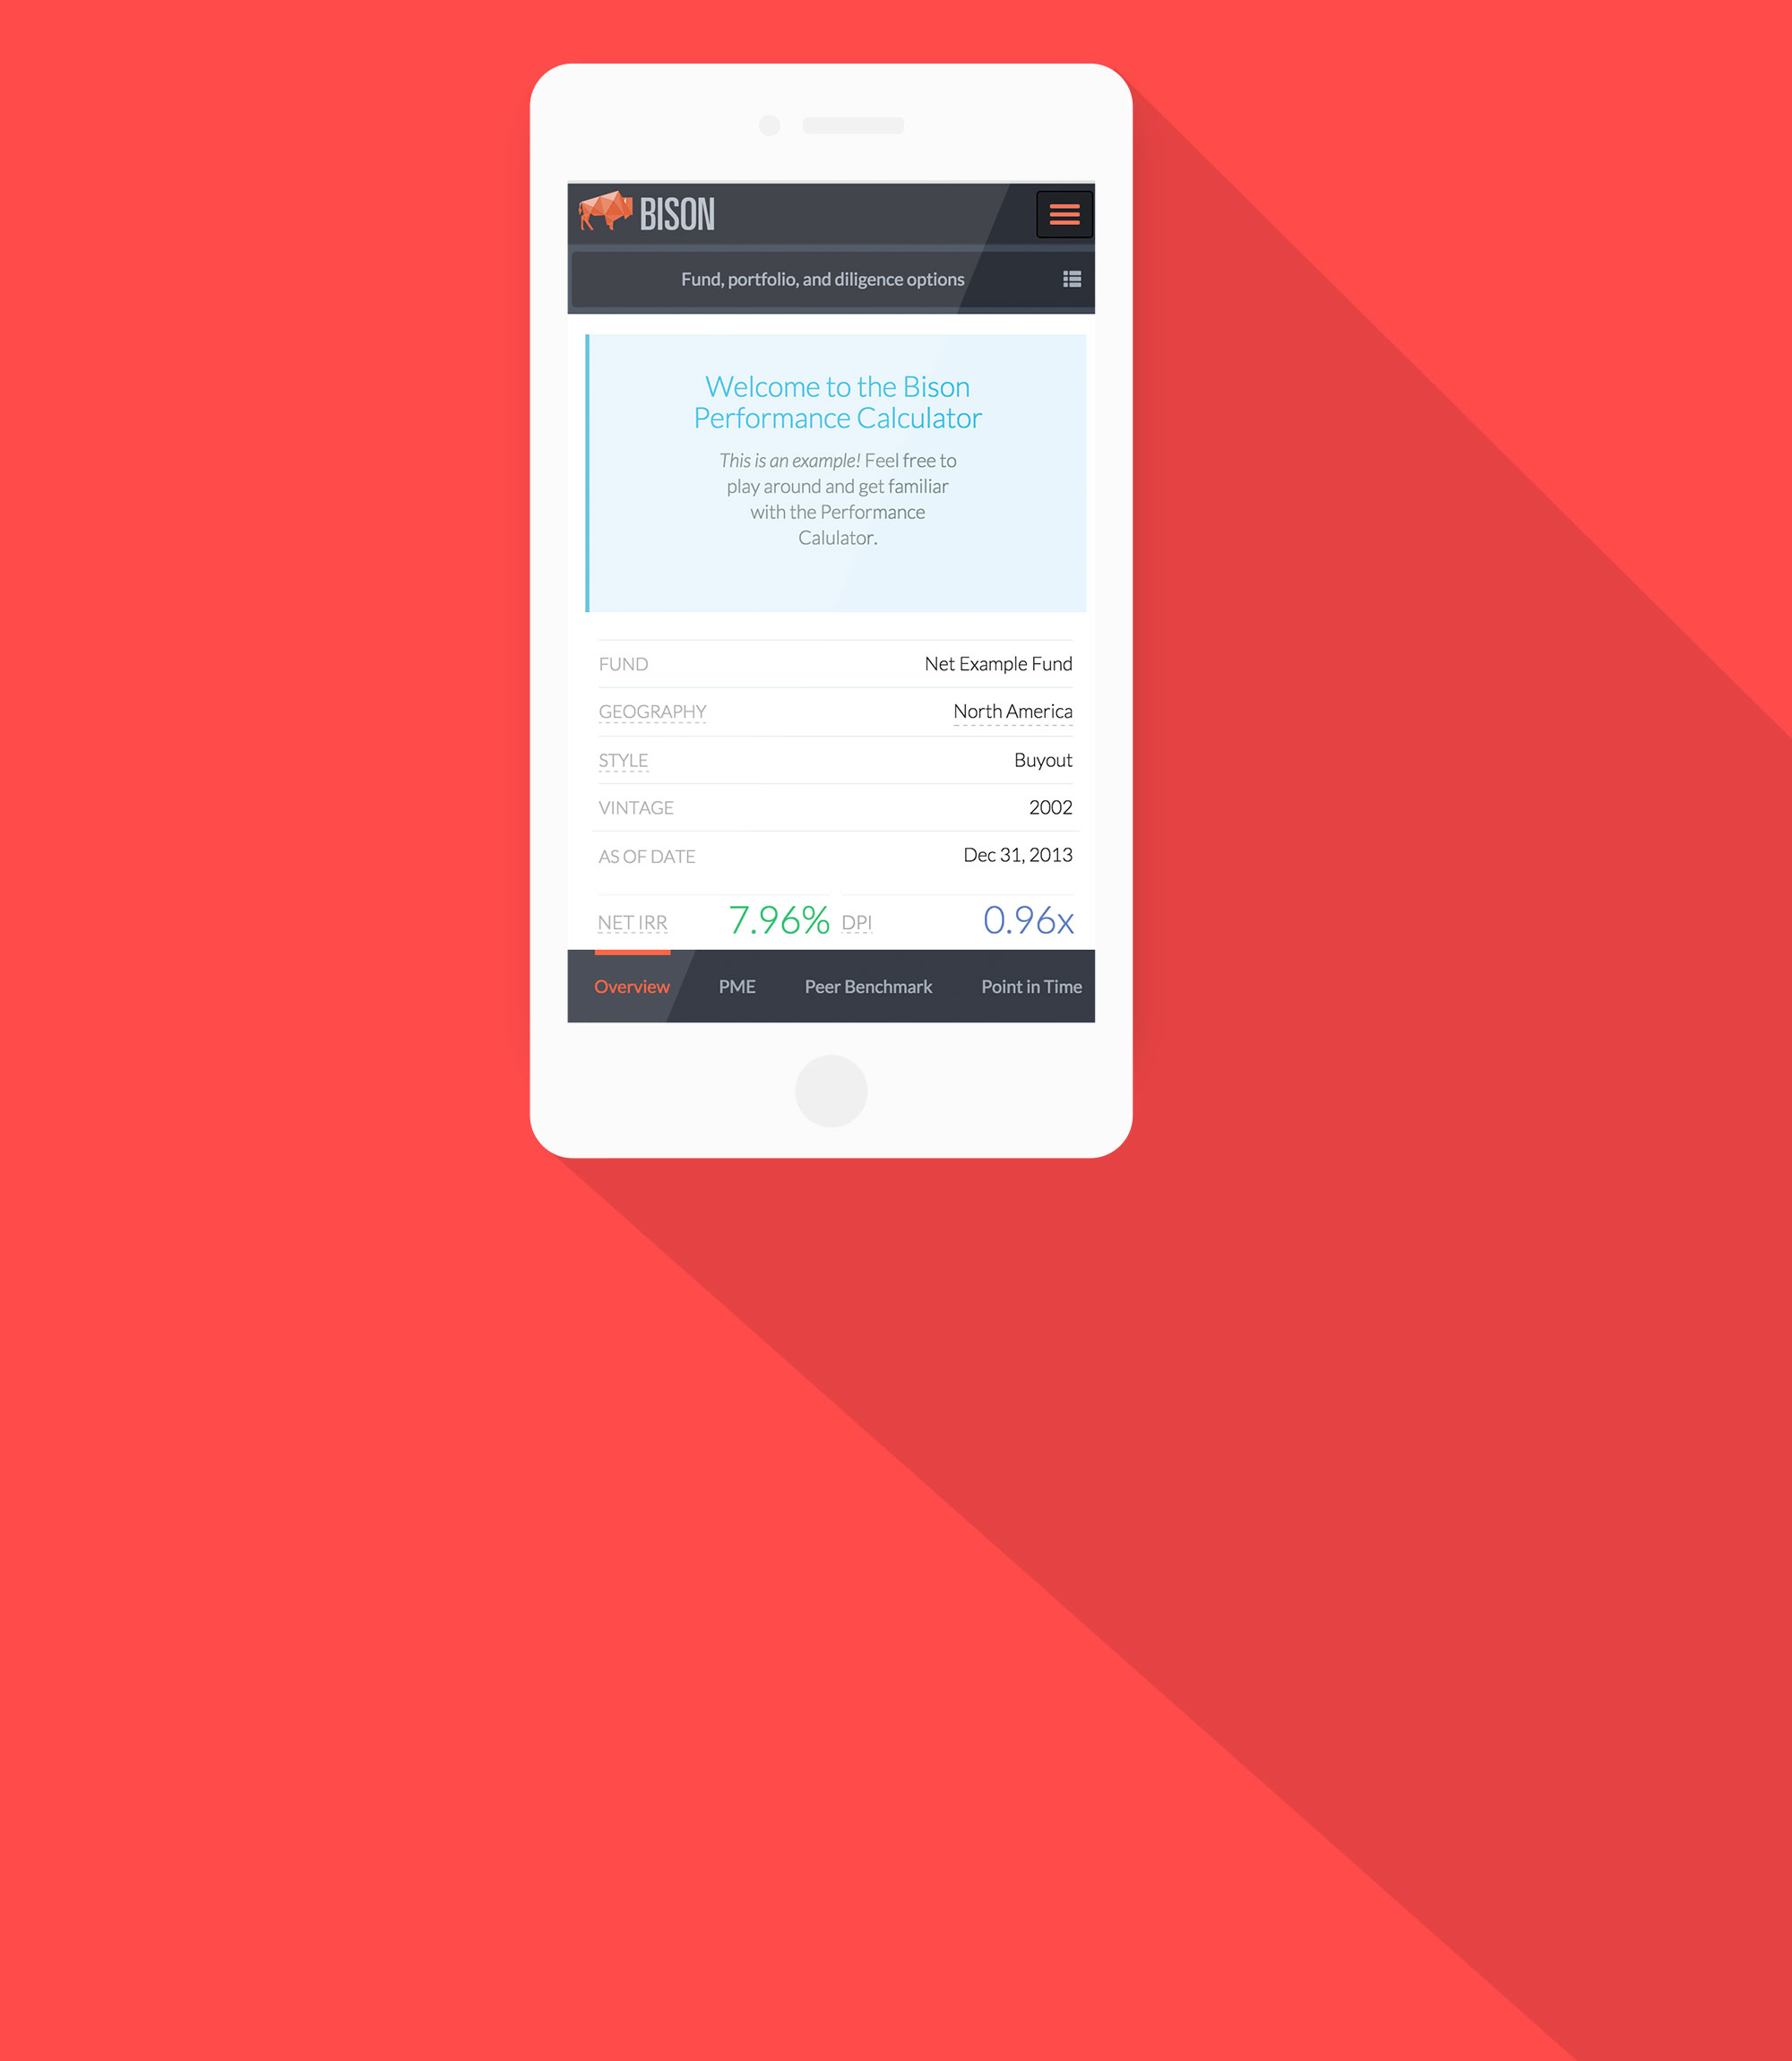 BISON
Fund, portfolio, and diligence options
Welcome to the Bison
Performance Calculator
This is an example! Feel free to
play around and get familiar
with the Performance
Calulator.
FUND Net Example Fund
GEOGRAPHY North America
STYLE Buyout
VINTAGE 2002
AS OF DATE Dec 31, 2013
NET IRR 7.96% DPI 0.96x
Overview PME Peer Benchmark Point in Time